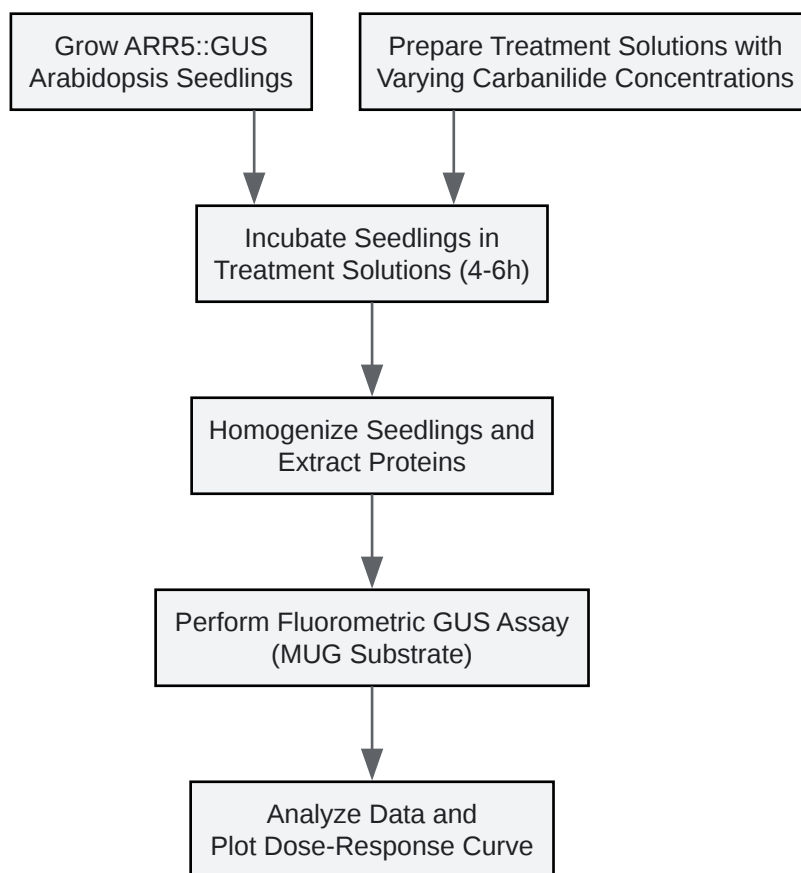 Grow ARR5::GUS
Arabidopsis Seedlings
Prepare Treatment Solutions with
Varying Carbanilide Concentrations
Incubate Seedlings in
Treatment Solutions (4-6h)
Homogenize Seedlings and
Extract Proteins
Perform Fluorometric GUS Assay
(MUG Substrate)
Analyze Data and
Plot Dose-Response Curve